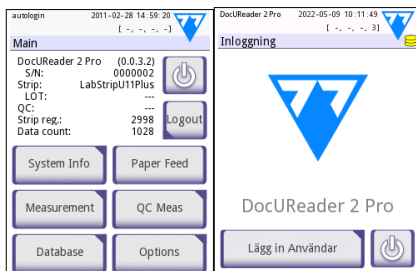 autologin 2011-02-28 14:59:20
[ -, -, -, -]
Main
DocUReader 2 Pro (0.0.3.2)
S/N: 0000002
Strip: LabStripU11Plus
LOT: ---
QC: ---
Strip reg.: 2998
Data count: 1028
Logout
System Info Paper Feed
Measurement QC Meas
Database Options
DocUReader 2 Pro 2022-05-09 10:11:49
[ -, -, -, 3]
Inloggning
DocUReader 2 Pro
Lägg in Användar